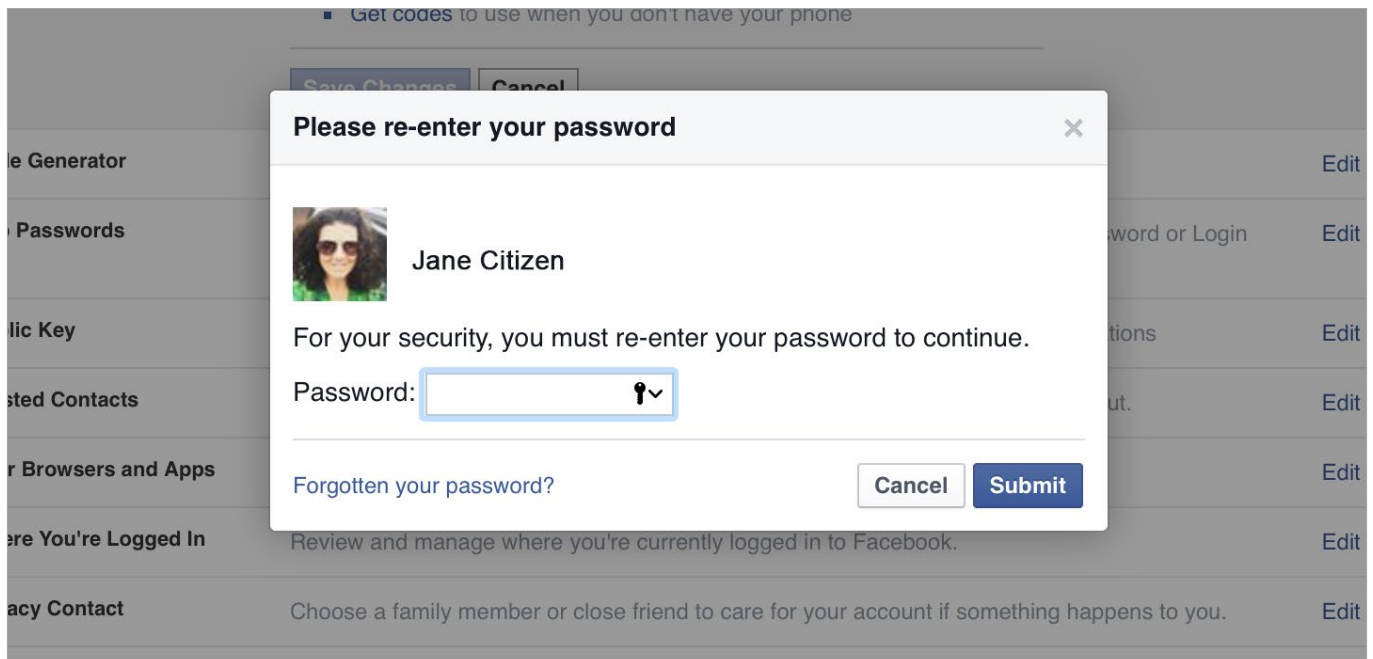 Get codes to use when you don't have your phone
Save Changes Cancel
Please re-enter your password
le Generator Edit
Passwords word or Login Edit
Jane Citizen
lic Key tions Edit
For your security, you must re-enter your password to continue.
sted Contacts ut. Edit
Password:
r Browsers and Apps Edit
Forgotten your password? Cancel Submit
ere You're Logged In Review and manage where you're currently logged in to Facebook. Edit
acy Contact Choose a family member or close friend to care for your account if something happens to you. Edit